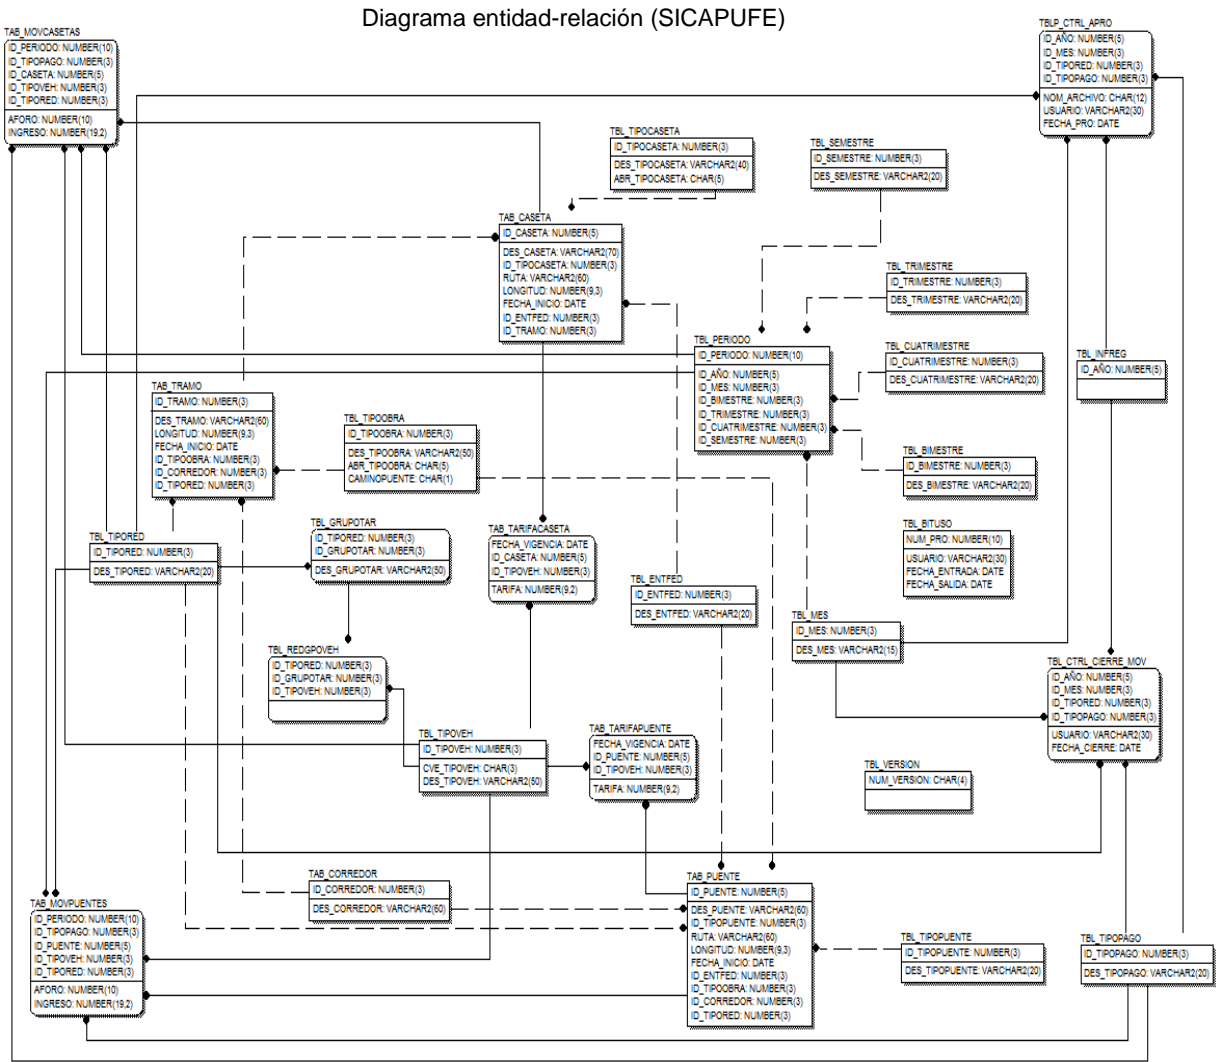 Diagrama entidad-relación (SICAPUFE)
TAB_MOVCASETAS
ID_PERIODO: NUMBER(10)
ID_TIPOPAGO: NUMBER(3)
ID_CASETA: NUMBER(5)
ID_TIPOVEH: NUMBER(3)
ID_TIPORED: NUMBER(3)
AFORO: NUMBER(10)
INGRESO: NUMBER(19,2)
TBLP_CTRL_APRO
ID_AÑO: NUMBER(5)
ID_MES: NUMBER(3)
ID_TIPORED: NUMBER(3)
ID_TIPOPAGO: NUMBER(3)
NOM_ARCHIVO: CHAR(12)
USUARIO: VARCHAR2(30)
FECHA_PRO: DATE
TBL_TIPOCASETA
ID_TIPOCASETA: NUMBER(3)
DES_TIPOCASETA: VARCHAR2(40)
ABR_TIPOCASETA: CHAR(5)
TBL_SEMESTRE
ID_SEMESTRE: NUMBER(3)
DES_SEMESTRE: VARCHAR2(20)
TAB_CASETA
ID_CASETA: NUMBER(5)
DES_CASETA: VARCHAR2(70)
ID_TIPOCASETA: NUMBER(3)
RUTA: VARCHAR2(60)
LONGITUD: NUMBER(9,3)
FECHA_INICIO: DATE
ID_ENTFED: NUMBER(3)
ID_TRAMO: NUMBER(3)
TBL_TRIMESTRE
ID_TRIMESTRE: NUMBER(3)
DES_TRIMESTRE: VARCHAR2(20)
TBL_PERIODO
ID_PERIODO: NUMBER(10)
ID_AÑO: NUMBER(5)
ID_MES: NUMBER(3)
ID_BIMESTRE: NUMBER(3)
ID_TRIMESTRE: NUMBER(3)
ID_CUATRIMESTRE: NUMBER(3)
ID_SEMESTRE: NUMBER(3)
TBL_CUATRIMESTRE
ID_CUATRIMESTRE: NUMBER(3)
DES_CUATRIMESTRE: VARCHAR2(20)
TBL_INFREG
ID_AÑO: NUMBER(5)
TAB_TRAMO
ID_TRAMO: NUMBER(3)
DES_TRAMO: VARCHAR2(60)
LONGITUD: NUMBER(9,3)
FECHA_INICIO: DATE
ID_TIPOOBRA: NUMBER(3)
ID_CORREDOR: NUMBER(3)
ID_TIPORED: NUMBER(3)
TBL_TIPOOBRA
ID_TIPOOBRA: NUMBER(3)
DES_TIPOOBRA: VARCHAR2(50)
ABR_TIPOOBRA: CHAR(5)
CAMINOPUENTE: CHAR(1)
TBL_BIMESTRE
ID_BIMESTRE: NUMBER(3)
DES_BIMESTRE: VARCHAR2(20)
TBL_TIPORED
ID_TIPORED: NUMBER(3)
DES_TIPORED: VARCHAR2(20)
TBL_GRUPOTAR
ID_TIPORED: NUMBER(3)
ID_GRUPOTAR: NUMBER(3)
DES_GRUPOTAR: VARCHAR2(50)
TAB_TARIFACASETA
FECHA_VIGENCIA: DATE
ID_CASETA: NUMBER(5)
ID_TIPOVEH: NUMBER(3)
TARIFA: NUMBER(9,2)
TBL_BITUSO
NUM_PRO: NUMBER(10)
USUARIO: VARCHAR2(30)
FECHA_ENTRADA: DATE
FECHA_SALIDA: DATE
TBL_ENTFED
ID_ENTFED: NUMBER(3)
DES_ENTFED: VARCHAR2(20)
TBL_MES
ID_MES: NUMBER(3)
DES_MES: VARCHAR2(15)
TBL_REDGPOVEH
ID_TIPORED: NUMBER(3)
ID_GRUPOTAR: NUMBER(3)
ID_TIPOVEH: NUMBER(3)
TBL_CTRL_CIERRE_MOV
ID_AÑO: NUMBER(5)
ID_MES: NUMBER(3)
ID_TIPORED: NUMBER(3)
ID_TIPOPAGO: NUMBER(3)
USUARIO: VARCHAR2(30)
FECHA_CIERRE: DATE
TBL_TIPOVEH
ID_TIPOVEH: NUMBER(3)
CVE_TIPOVEH: CHAR(3)
DES_TIPOVEH: VARCHAR2(50)
TAB_TARIFAPUENTE
FECHA_VIGENCIA: DATE
ID_PUENTE: NUMBER(5)
ID_TIPOVEH: NUMBER(3)
TARIFA: NUMBER(9,2)
TBL_VERSION
NUM_VERSION: CHAR(4)
TAB_CORREDOR
ID_CORREDOR: NUMBER(3)
DES_CORREDOR: VARCHAR2(60)
TAB_PUENTE
ID_PUENTE: NUMBER(5)
DES_PUENTE: VARCHAR2(60)
ID_TIPOPUENTE: NUMBER(3)
RUTA: VARCHAR2(60)
LONGITUD: NUMBER(9,3)
FECHA_INICIO: DATE
ID_ENTFED: NUMBER(3)
ID_TIPOOBRA: NUMBER(3)
ID_CORREDOR: NUMBER(3)
ID_TIPORED: NUMBER(3)
TAB_MOVPUENTES
ID_PERIODO: NUMBER(10)
ID_TIPOPAGO: NUMBER(3)
ID_PUENTE: NUMBER(5)
ID_TIPOVEH: NUMBER(3)
ID_TIPORED: NUMBER(3)
AFORO: NUMBER(10)
INGRESO: NUMBER(19,2)
TBL_TIPOPUENTE
ID_TIPOPUENTE: NUMBER(3)
DES_TIPOPUENTE: VARCHAR2(20)
TBL_TIPOPAGO
ID_TIPOPAGO: NUMBER(3)
DES_TIPOPAGO: VARCHAR2(20)